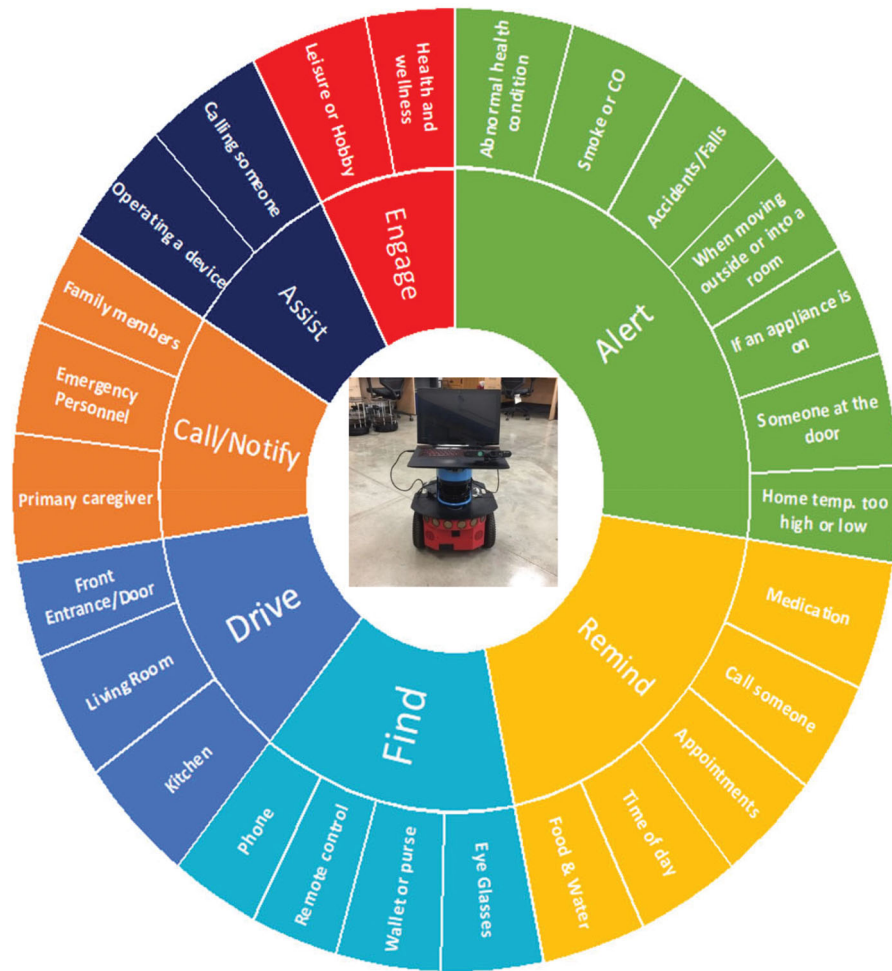 Engage
Leisure or Hobby
Health and
wellness
Alert
Abnormal health
condition
Smoke or CO
Accidents/Falls
When moving
outside or into a
room
If an appliance is
on
Someone at the
door
Home temp. too
high or low
Remind
Medication
Call someone
Appointments
Time of day
Food & Water
Find
Eye Glasses
Wallet or purse
Remote control
Phone
Drive
Kitchen
Living Room
Front
Entrance/Door
Call/Notify
Primary caregiver
Emergency
Personnel
Family members
Assist
Operating a device
Calling someone